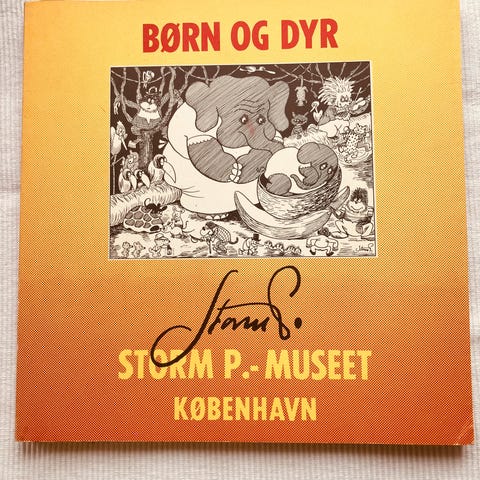 BØRN OG DYR
Storm P.
STORM P.- MUSEET
KØBENHAVN